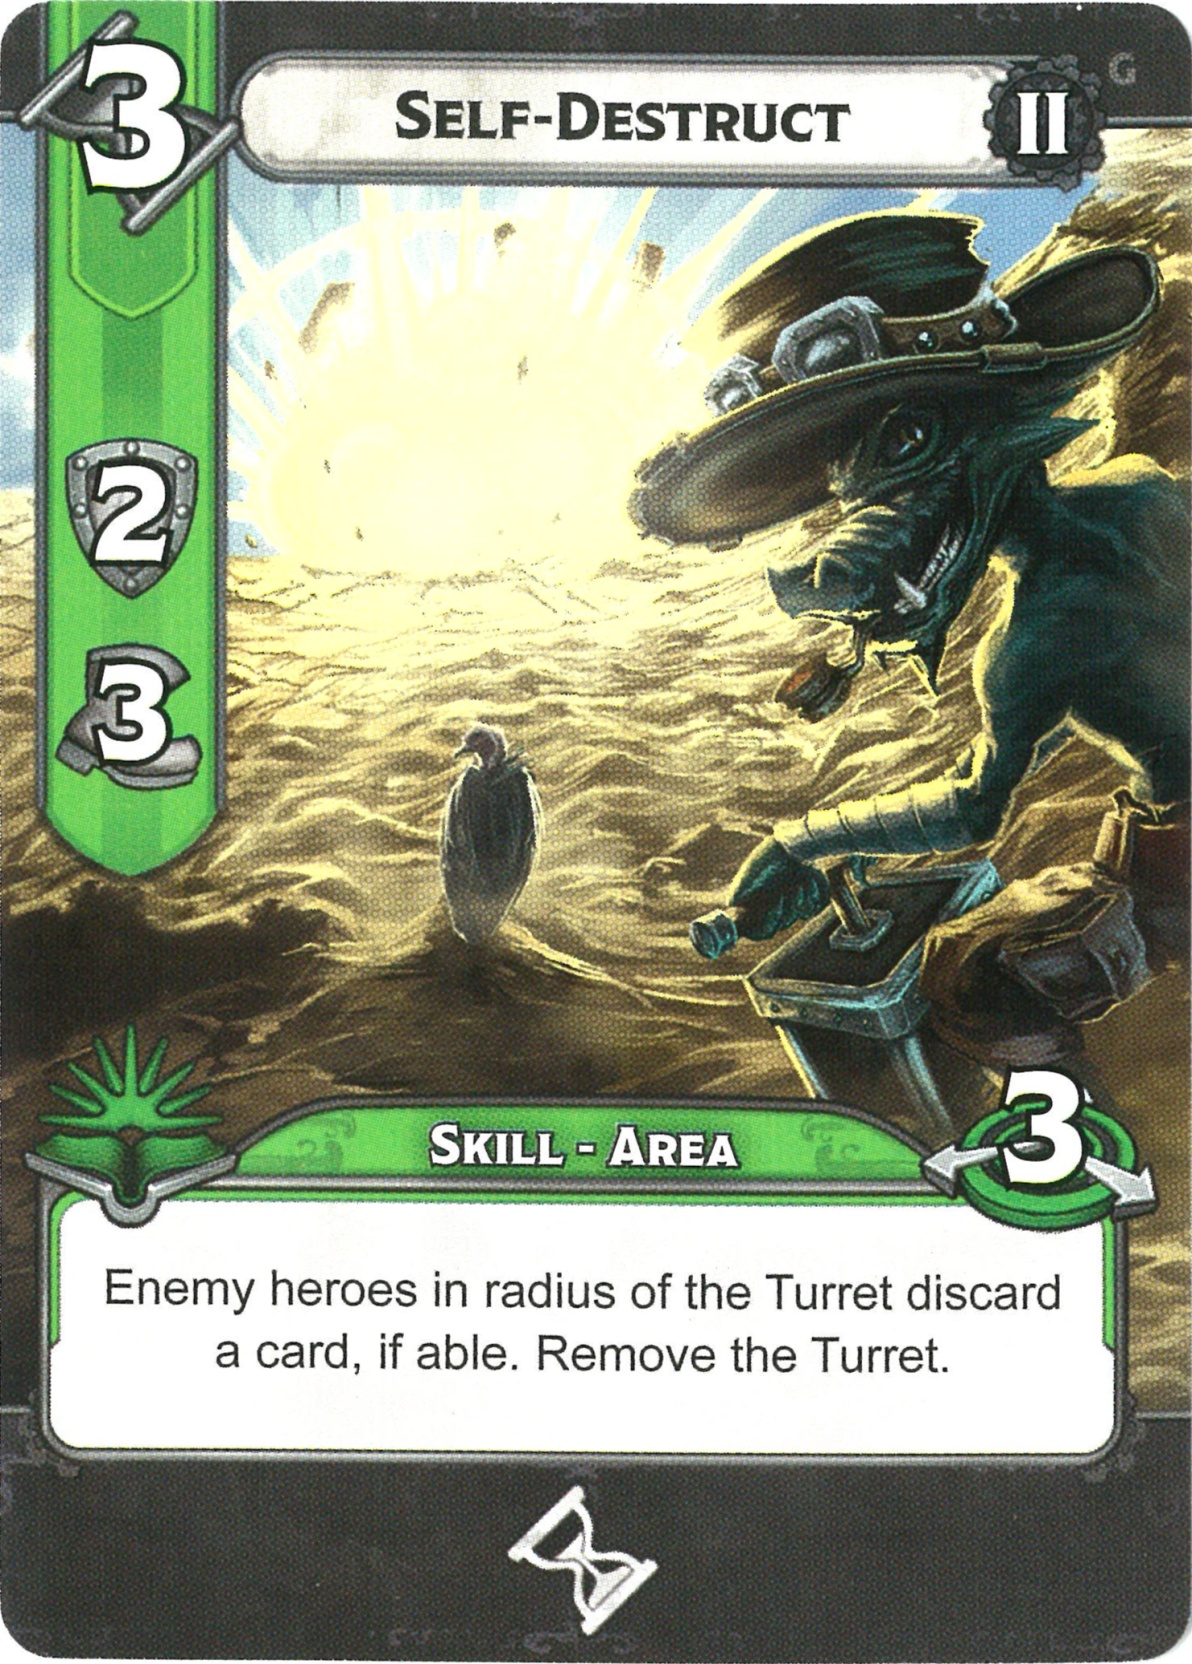 3
SELF-DESTRUCT
II
G
2
3
SKILL - AREA
3
Enemy heroes in radius of the Turret discard
a card, if able. Remove the Turret.